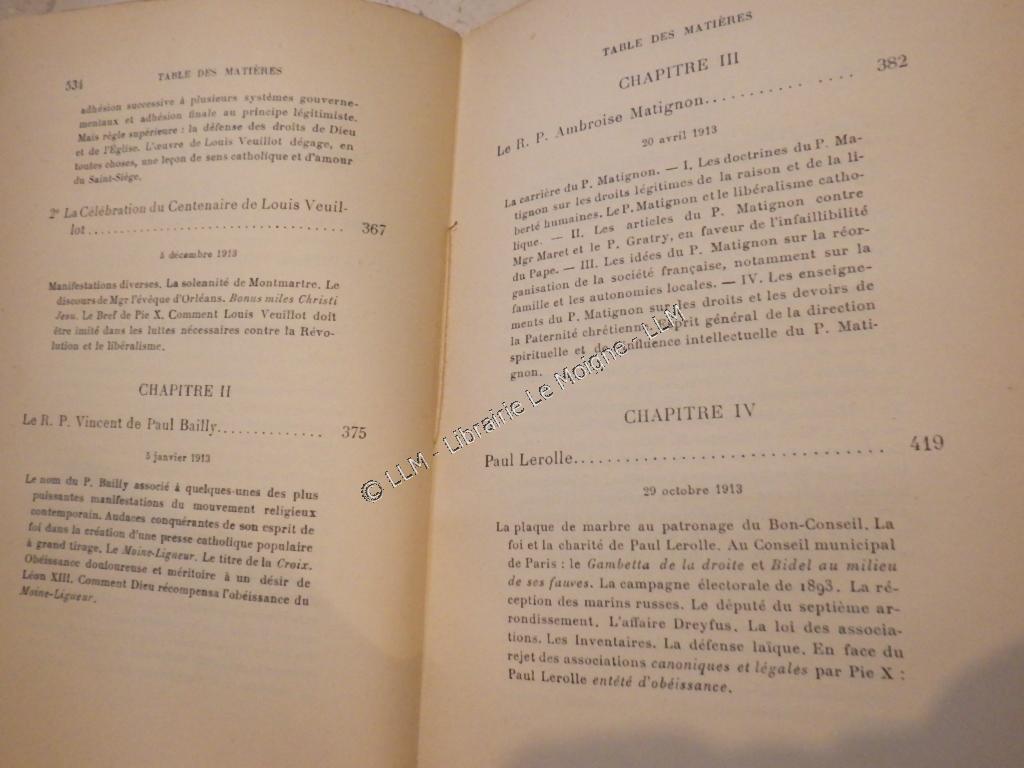 534
TABLE DES MATIÈRES
adhésion successive à plusieurs systèmes gouverne-
mentaux et adhésion finale au principe légitimiste.
Mais règle supérieure : la défense des droits de Dieu
et de l'Église. L'œuvre de Louis Veuillot dégage, en
toutes choses, une leçon de sens catholique et d'amour
du Saint-Siège.
2° La Célébration du Centenaire de Louis Veuil-
lot................................ 367
5 décembre 1913
Manifestations diverses. La solennité de Montmartre. Le
discours de Mgr l'évêque d'Orléans. Bonus miles Christi
Jesu. Le Bref de Pie X. Comment Louis Veuillot doit
être imité dans les luttes nécessaires contre la Révo-
lution et le libéralisme.
CHAPITRE II
Le R. P. Vincent de Paul Bailly.............. 375
5 janvier 1913
Le nom du P. Bailly associé à quelques-unes des plus
puissantes manifestations du mouvement religieux
contemporain. Audaces conquérantes de son esprit de
foi dans la création d'une presse catholique populaire
à grand tirage. Le Moine-Ligueur. Le titre de la Croix.
Obéissance douloureuse et méritoire à un désir de
Léon XIII. Comment Dieu récompensa l'obéissance du
Moine-Ligueur.
TABLE DES MATIÈRES
CHAPITRE III
Le R. P. Ambroise Matignon.............. 382
20 avril 1913
La carrière du P. Matignon. — I. Les doctrines du P. Ma-
tignon sur les droits légitimes de la raison et de la li-
berté humaines. Le P. Matignon et le libéralisme catho-
lique. — II. Les articles du P. Matignon contre
Mgr Maret et le P. Gratry, en faveur de l'infaillibilité
du Pape. — III. Les idées du P. Matignon sur la réor-
ganisation de la société française, notamment sur la
famille et les autonomies locales. — IV. Les enseigne-
ments du P. Matignon sur les droits et les devoirs de
la Paternité chrétienne. Esprit général de la direction
spirituelle et de l'influence intellectuelle du P. Mati-
gnon.
CHAPITRE IV
Paul Lerolle................................ 419
29 octobre 1913
La plaque de marbre au patronage du Bon-Conseil. La
foi et la charité de Paul Lerolle. Au Conseil municipal
de Paris : le Gambetta de la droite et Bidel au milieu
de ses fauves. La campagne électorale de 1893. La ré-
ception des marins russes. Le député du septième ar-
rondissement. L'affaire Dreyfus. La loi des associa-
tions. Les Inventaires. La défense laïque. En face du
rejet des associations canoniques et légales par Pie X :
Paul Lerolle entêté d'obéissance.
© LLM - Librairie Le Moigne - LLM